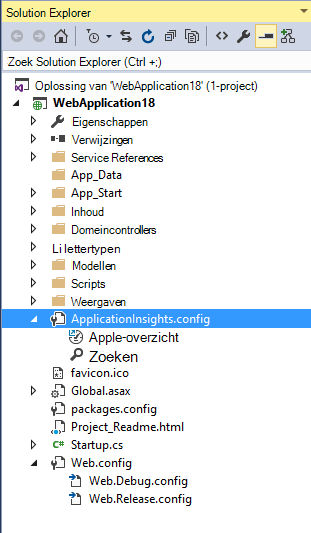 Solution Explorer
Zoek Solution Explorer (Ctrl +;)
Oplossing van 'WebApplication18' (1-project)
WebApplication18
Eigenschappen
Verwijzingen
Service References
App_Data
App_Start
Inhoud
Domeincontrollers
Li lettertypen
Modellen
Scripts
Weergaven
ApplicationInsights.config
Apple-overzicht
Zoeken
favicon.ico
Global.asax
packages.config
Project_Readme.html
C# Startup.cs
Web.config
Web.Debug.config
Web.Release.config